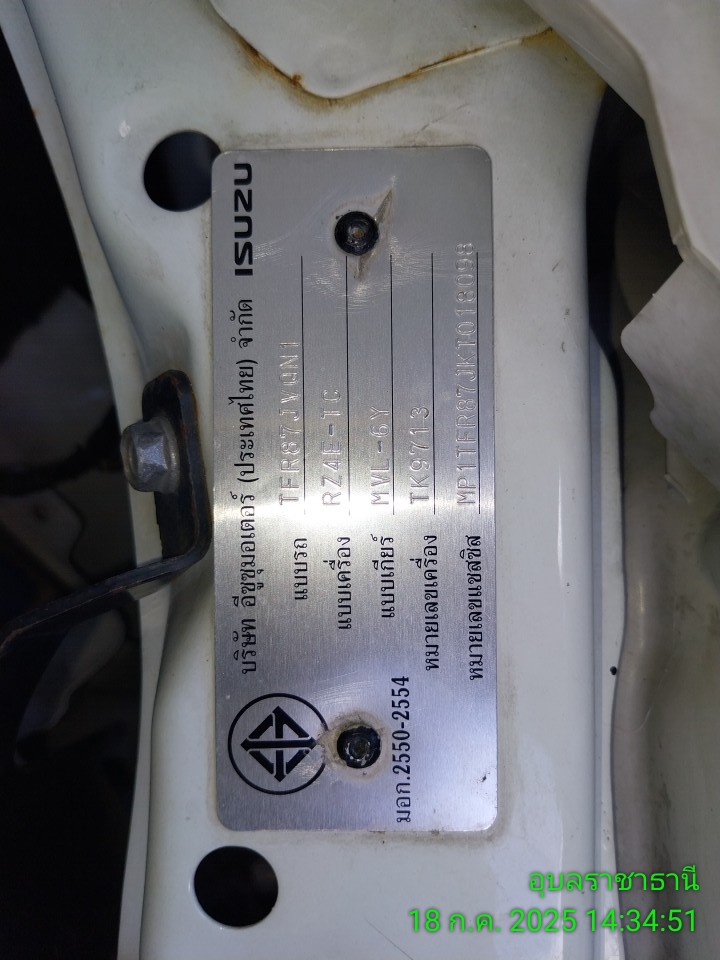 บริษัท อีซูซุมอเตอร์ (ประเทศไทย) จำกัด ISUZU
แบบรถ TFR87JVQN1
แบบเครื่อง RZ4E-TC
แบบเกียร์ MVL-6Y
หมายเลขเครื่อง TK9713
หมายเลขแชสซิส MP1TFR87JKT018098
มอก.2550-2554
อุบลราชธานี
18 ก.ค. 2025 14:34:51